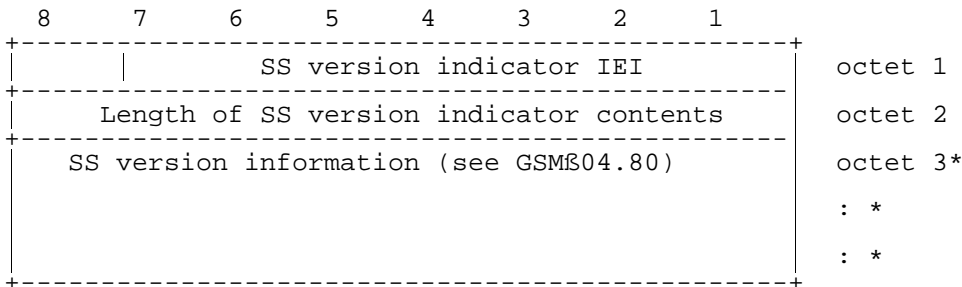 8 7 6 5 4 3 2 1
SS version indicator IEI octet 1
Length of SS version indicator contents octet 2
SS version information (see GSMß04.80) octet 3*
: *
: *